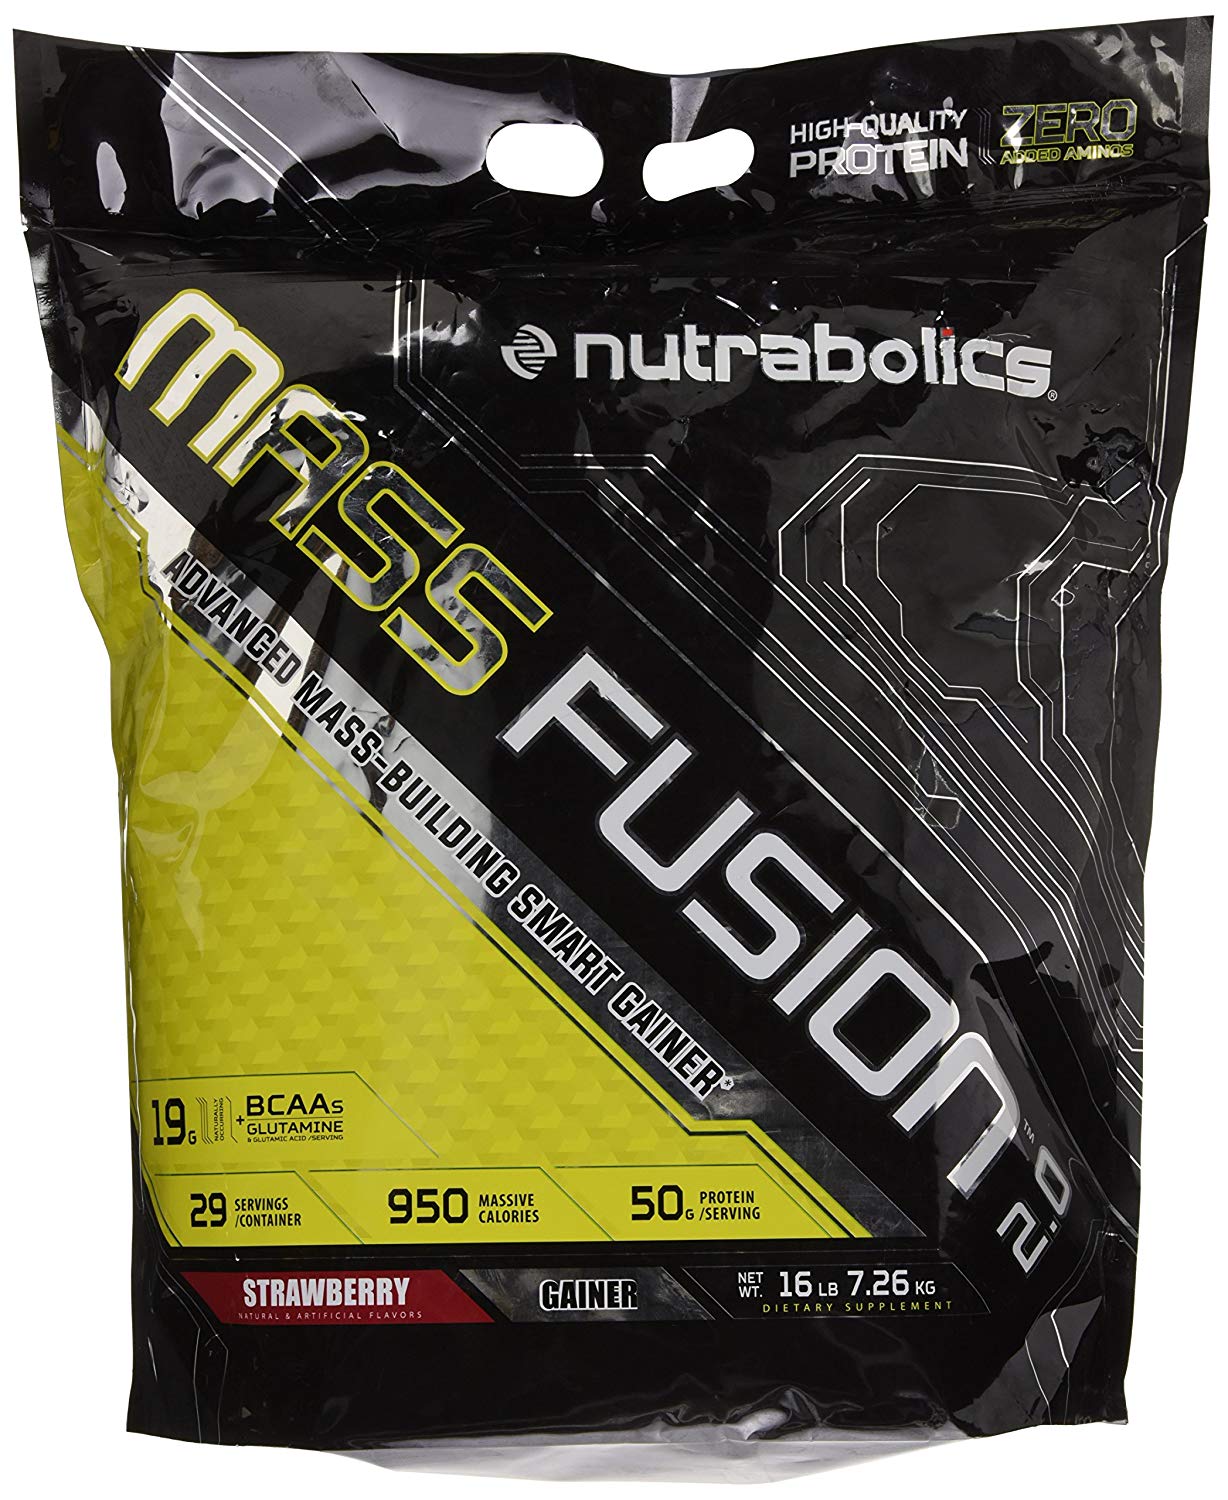 HIGH-QUALITY
PROTEIN
ZERO
ADDED AMINOS
nutrabolics®
MASS
FUSION™ 2.0
ADVANCED MASS-BUILDING SMART GAINER*
19G
NATURALLY
OCCURRING
+
BCAAs
GLUTAMINE
& GLUTAMIC ACID /SERVING
29 SERVINGS
/CONTAINER
950 MASSIVE
CALORIES
50G PROTEIN
/SERVING
STRAWBERRY
NATURAL & ARTIFICIAL FLAVORS
GAINER
NET
WT. 16 LB 7.26 KG
DIETARY SUPPLEMENT